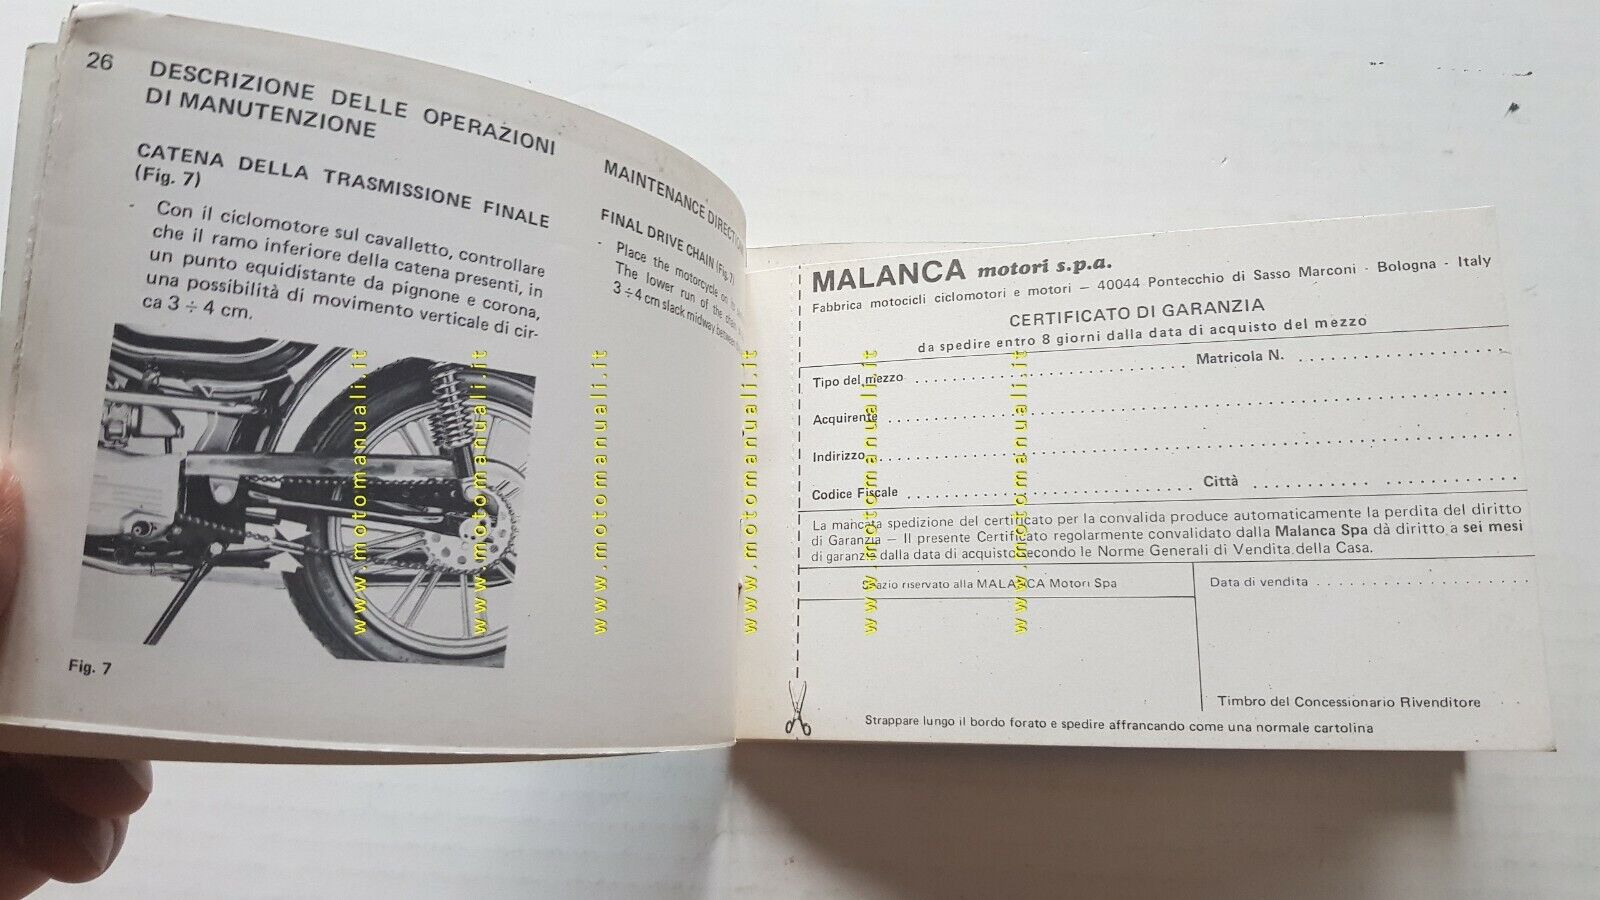 26
DESCRIZIONE DELLE OPERAZIONI
DI MANUTENZIONE
CATENA DELLA TRASMISSIONE FINALE
(Fig. 7)
- Con il ciclomotore sul cavalletto, controllare
che il ramo inferiore della catena presenti, in
un punto equidistante da pignone e corona,
una possibilità di movimento verticale di cir-
ca 3 ÷ 4 cm.
Fig. 7
MAINTENANCE DIRECTION
FINAL DRIVE CHAIN (Fig. 7)
- Place the motorcycle on
The lower run of the
3 ÷ 4 cm slack midway between
MALANCA motori s.p.a.
Fabbrica motocicli ciclomotori e motori — 40044 Pontecchio di Sasso Marconi - Bologna - Italy
CERTIFICATO DI GARANZIA
da spedire entro 8 giorni dalla data di acquisto del mezzo
Tipo del mezzo Matricola N.
Acquirente
Indirizzo
Codice Fiscale Città
La mancata spedizione del certificato per la convalida produce automaticamente la perdita del diritto
di Garanzia — Il presente Certificato regolarmente convalidato dalla Malanca Spa dà diritto a sei mesi
di garanzia dalla data di acquisto secondo le Norme Generali di Vendita della Casa.
Spazio riservato alla MALANCA Motori Spa
Data di vendita
Timbro del Concessionario Rivenditore
Strappare lungo il bordo forato e spedire affrancando come una normale cartolina
www.motomanuali.it
www.motomanuali.it
www.motomanuali.it
www.motomanuali.it
www.motomanuali.it
www.motomanuali.it